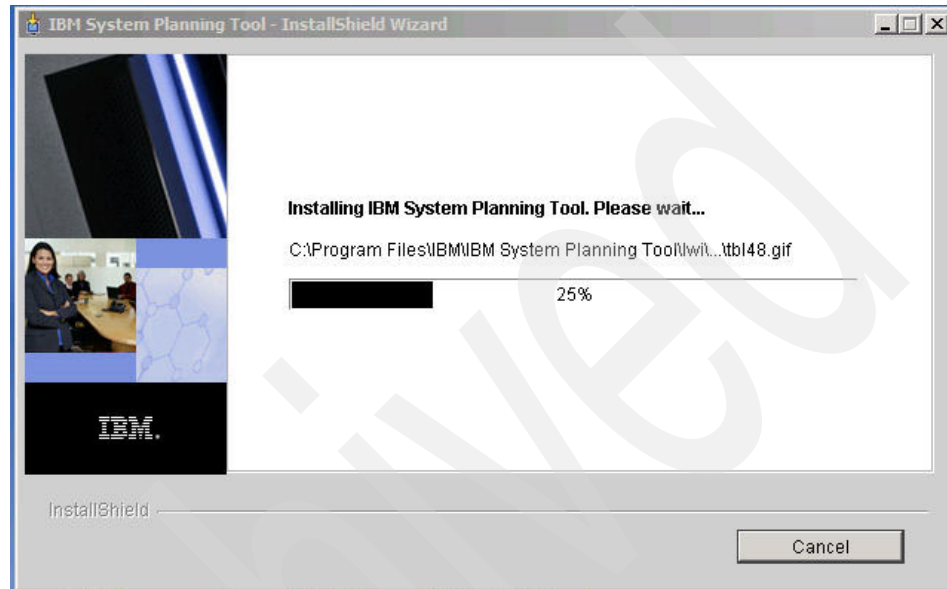 IBM System Planning Tool - InstallShield Wizard
Installing IBM System Planning Tool. Please wait...
C:\Program Files\IBM\IBM System Planning Tool\lwi\...\tbl48.gif
25%
IBM.
InstallShield
Cancel
hived